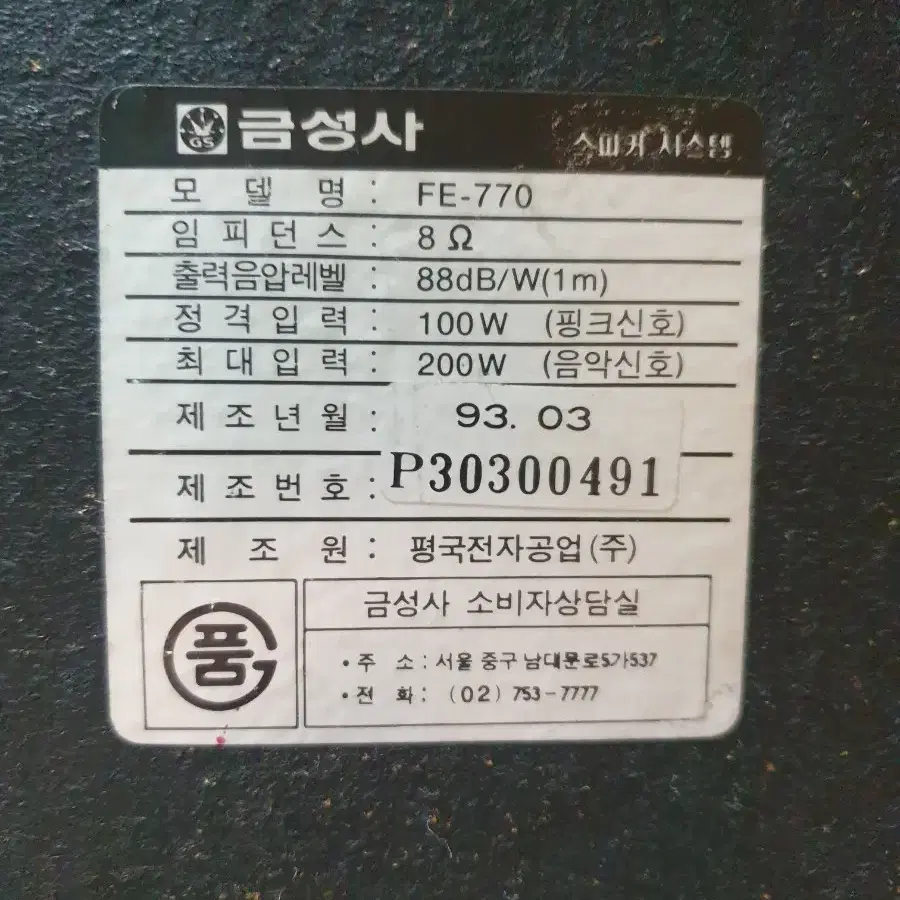 GS 금성사
스피커 시스템
모 델 명 : FE-770
임 피 던 스 : 8 Ω
출력음압레벨 : 88dB/W(1m)
정 격 입 력 : 100W (핑크신호)
최 대 입 력 : 200W (음악신호)
제 조 년 월 : 93. 03
제 조 번 호 : P30300491
제 조 원 : 평국전자공업(주)
품
금성사 소비자상담실
• 주 소 : 서울 중구 남대문로5가537
• 전 화 : (02) 753-7777